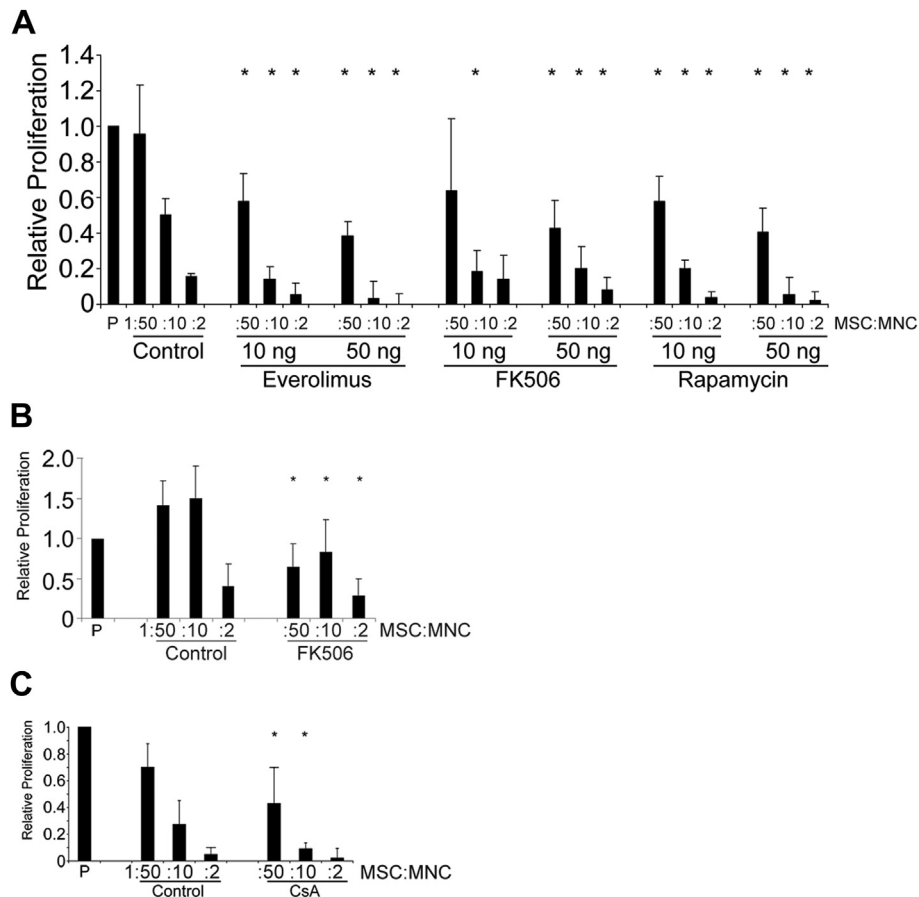 A
Relative Proliferation
1.4
1.2
1.0
0.8
0.6
0.4
0.2
0
* * * * * * * * * * * * * * * *
P 1:50 :10 :2 :50 :10 :2 :50 :10 :2 :50 :10 :2 :50 :10 :2 :50 :10 :2 :50 :10 :2 MSC:MNC
Control 10 ng 50 ng 10 ng 50 ng 10 ng 50 ng
Everolimus FK506 Rapamycin
B
Relative Proliferation
2.0
1.5
1.0
0.5
0
* * *
P 1:50 :10 :2 :50 :10 :2 MSC:MNC
Control FK506
C
Relative Proliferation
1.0
0.8
0.6
0.4
0.2
0
* *
P 1:50 :10 :2 :50 :10 :2 MSC:MNC
Control CsA